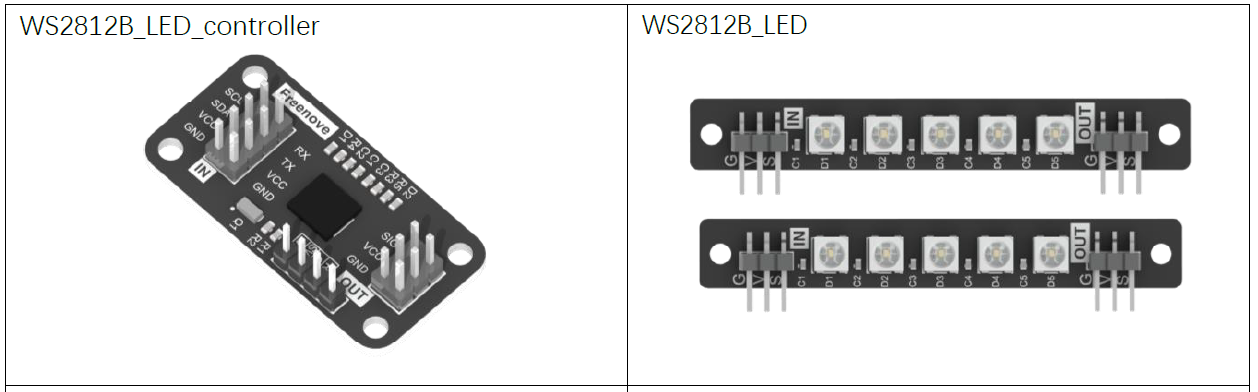 WS2812B_LED_controller
WS2812B_LED
SCL
SDA
VCC
GND
IN
Freenove
RX
TX
VCC
GND
SIG
VCC
GND
OUT
IN
OUT
G V S
C1 D1 C2 D2 C3 D3 C4 D4 C5 D5
G V S
IN
OUT
G V S
C1 D1 C2 D2 C3 D3 C4 D4 C5 D5
G V S